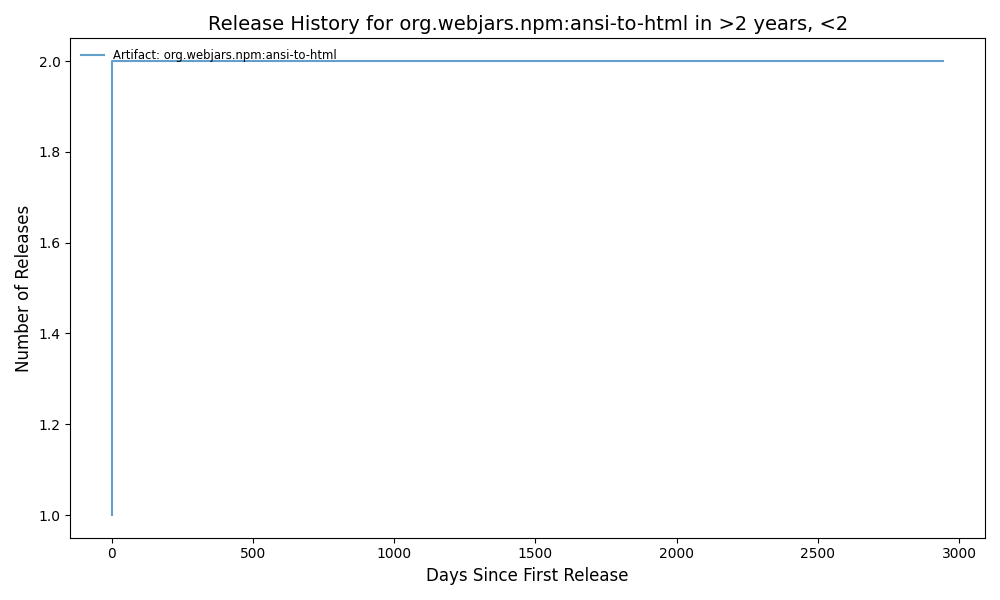 Release History for org.webjars.npm:ansi-to-html in >2 years, <2
Artifact: org.webjars.npm:ansi-to-html
2.0
1.8
1.6
1.4
1.2
1.0
Number of Releases
0 500 1000 1500 2000 2500 3000
Days Since First Release